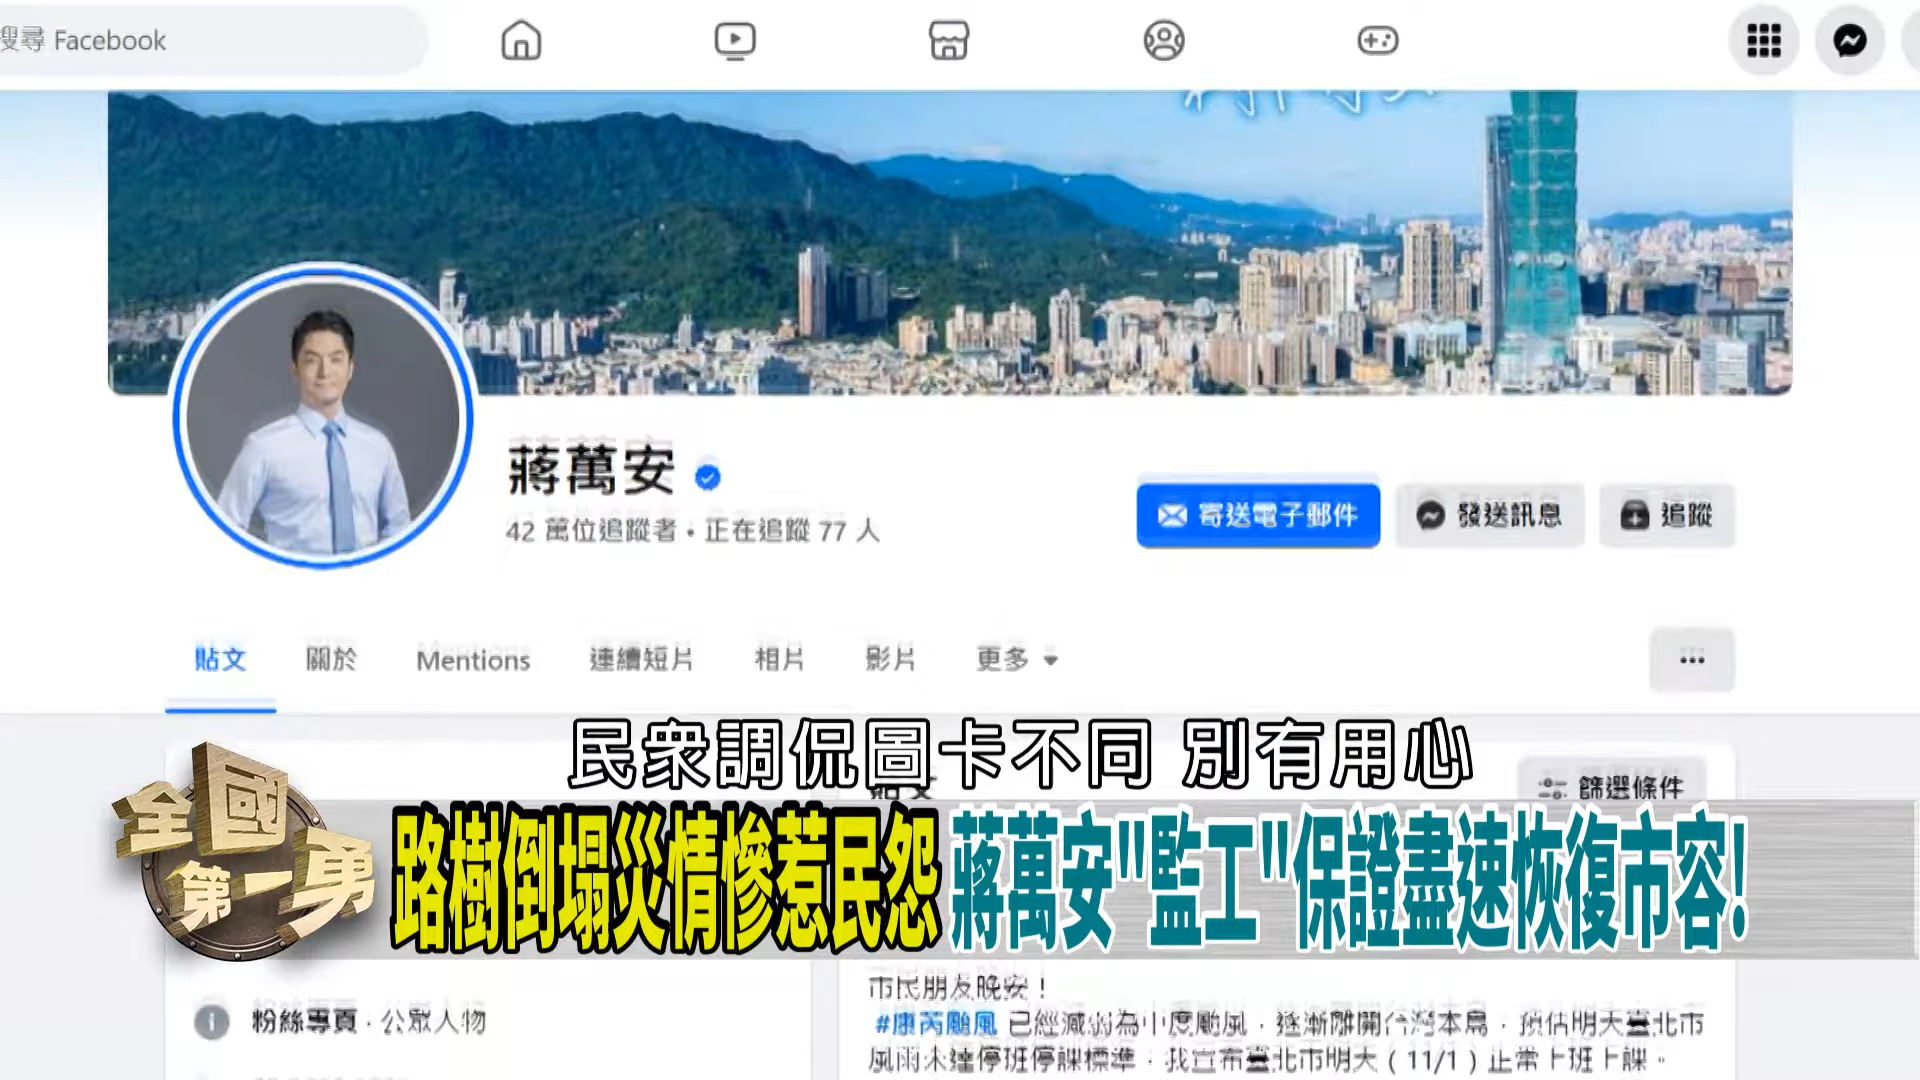 搜尋 Facebook
蔣萬安
42 萬位追蹤者 · 正在追蹤 77 人
寄送電子郵件
發送訊息
追蹤
貼文
關於
Mentions
連續短片
相片
影片
更多
民眾調侃圖卡不同 別有用心
篩選條件
全國第一勇
路樹倒塌災情慘惹民怨 蔣萬安"監工"保證盡速恢復市容!
市民朋友晚安！
粉絲專頁 · 公眾人物
#康芮颱風 已經減弱為中度颱風，逐漸離開台灣本島，預估明天臺北市
風雨未達停班停課標準，我宣布臺北市明天（11/1）正常上班上課。